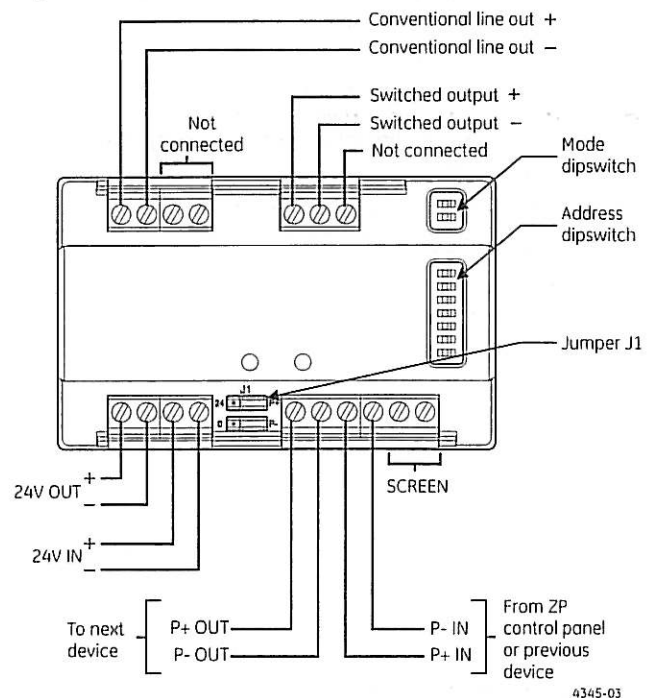 Conventional line out +
Conventional line out −
Switched output +
Switched output −
Not connected
Not
connected
Mode
dipswitch
Address
dipswitch
Jumper J1
J1
24 P+
0 P-
+
24V OUT
−
+
24V IN
−
SCREEN
To next
device
P+ OUT
P- OUT
P- IN
P+ IN
From ZP
control panel
or previous
device
4345-03